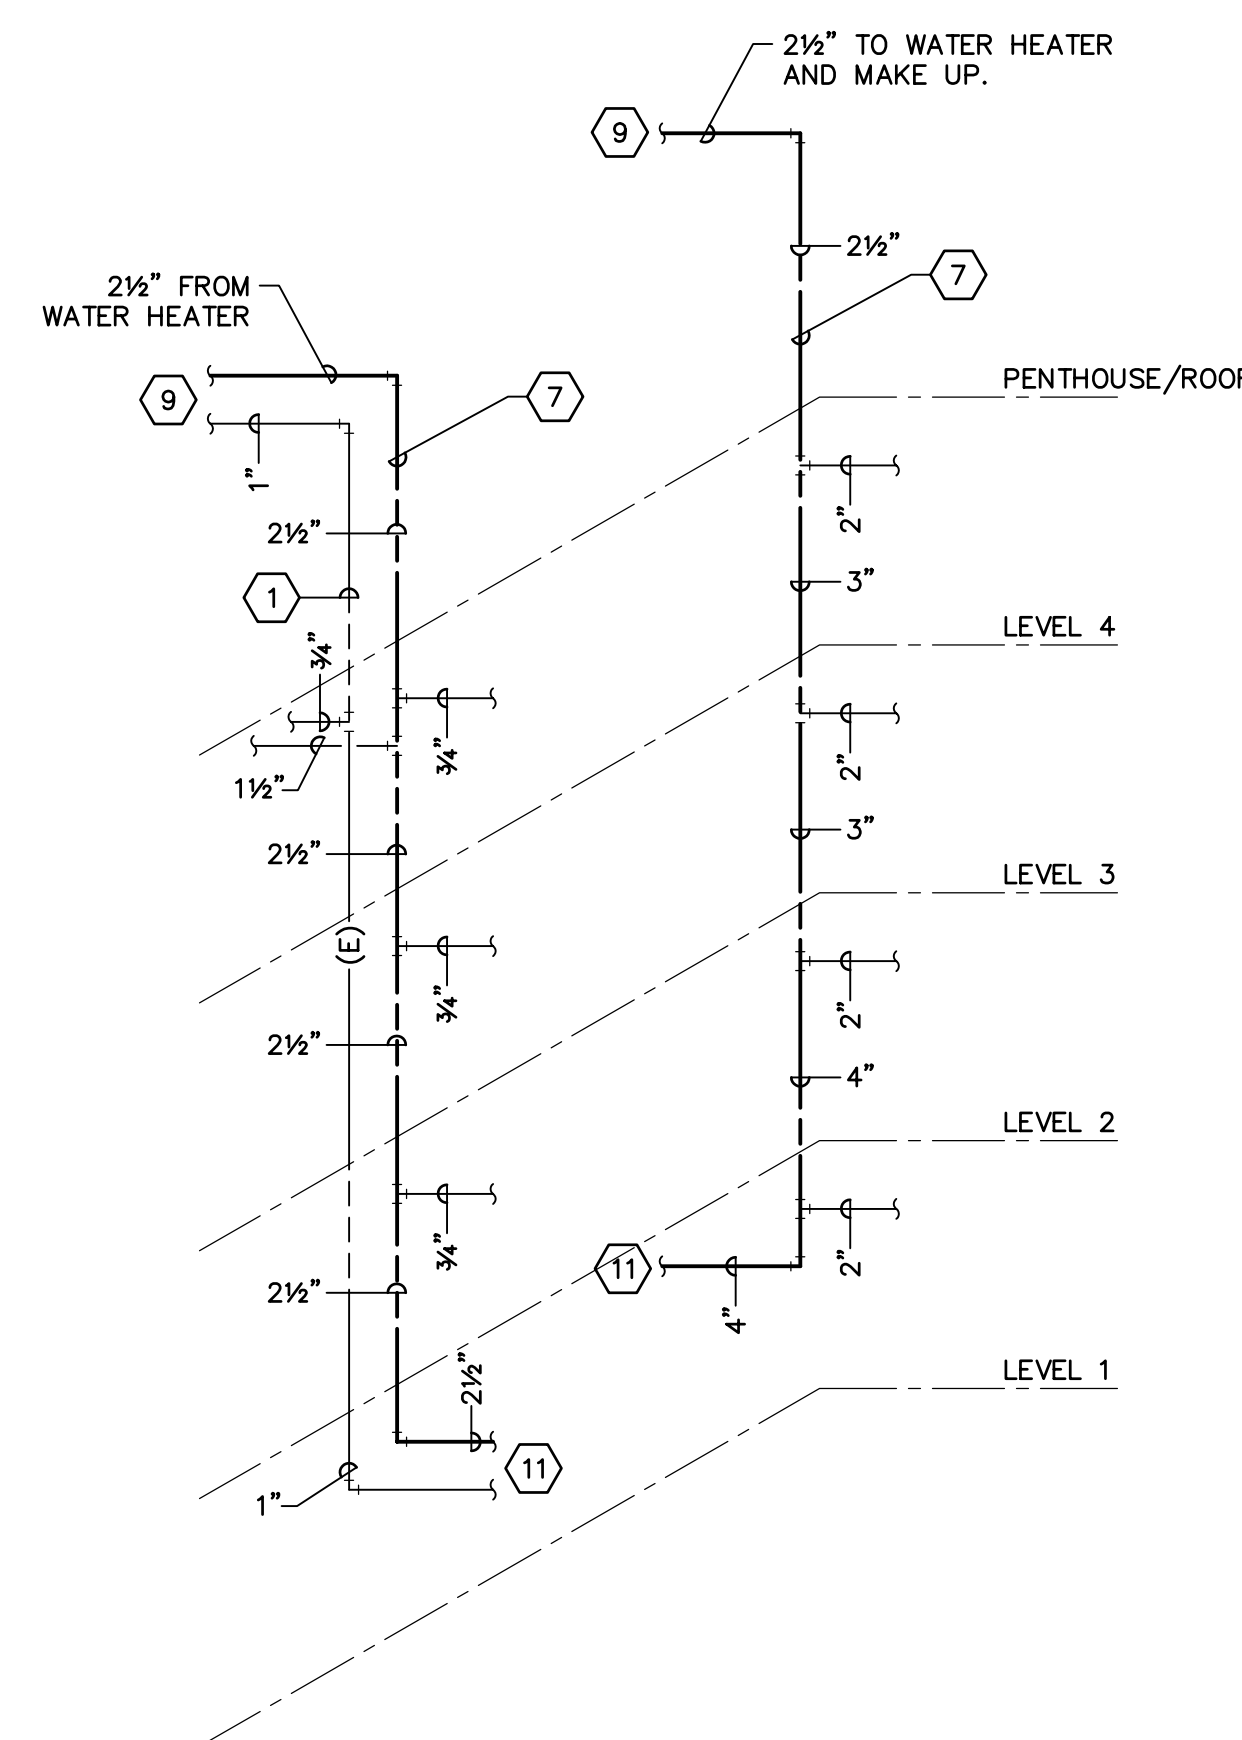 2½” TO WATER HEATER
AND MAKE UP.
9
2½”
7
2½” FROM
WATER HEATER
9
7
PENTHOUSE/ROOF
1”
2½”
2”
1
3”
¾”
LEVEL 4
¾”
2”
1½”
3”
2½”
LEVEL 3
(E)
¾”
2”
2½”
4”
LEVEL 2
¾”
2”
11
2½”
4”
2½”
LEVEL 1
11
1”